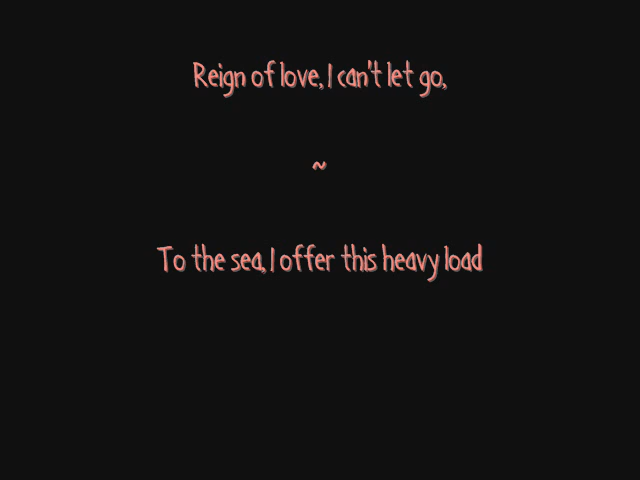 Reign of love, I can't let go,
~
To the sea, I offer this heavy load